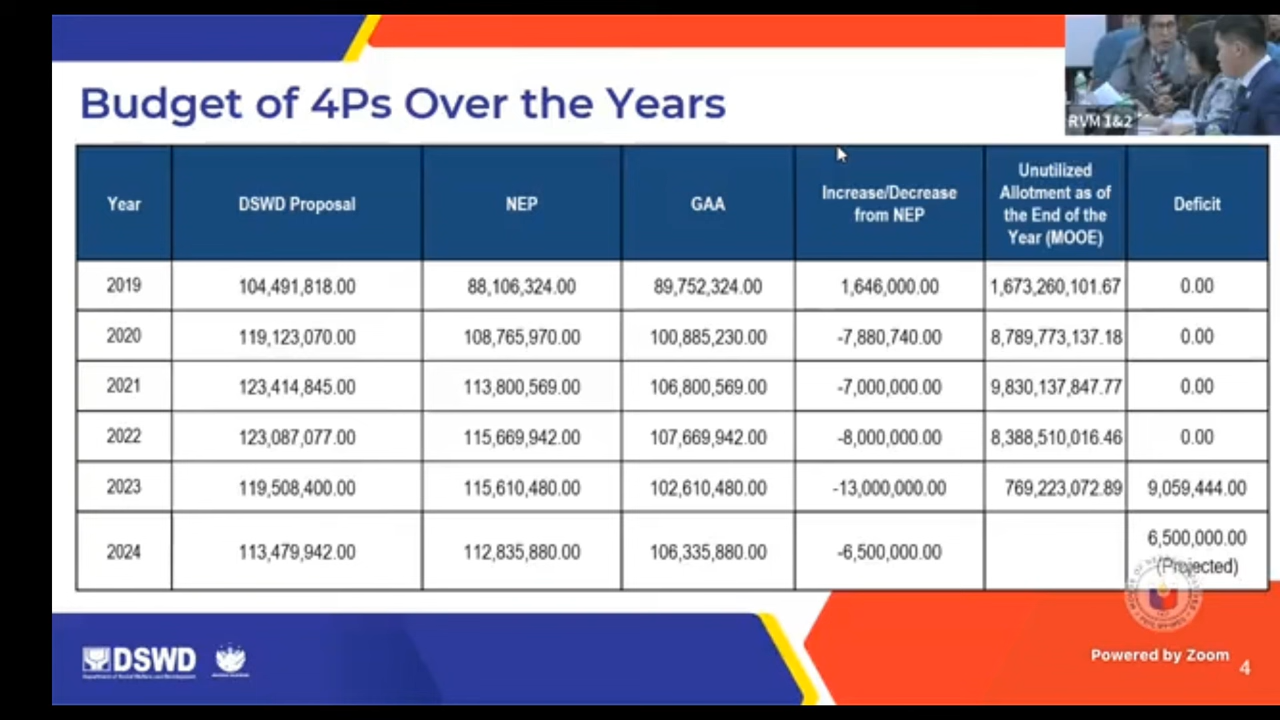 RVM 1&2
Budget of 4Ps Over the Years
Year DSWD Proposal NEP GAA Increase/Decrease from NEP Unutilized Allotment as of the End of the Year (MOOE) Deficit
2019 104,491,818.00 88,106,324.00 89,752,324.00 1,646,000.00 1,673,260,101.67 0.00
2020 119,123,070.00 108,765,970.00 100,885,230.00 -7,880,740.00 8,789,773,137.18 0.00
2021 123,414,845.00 113,800,569.00 106,800,569.00 -7,000,000.00 9,830,137,847.77 0.00
2022 123,087,077.00 115,669,942.00 107,669,942.00 -8,000,000.00 8,388,510,016.46 0.00
2023 119,508,400.00 115,610,480.00 102,610,480.00 -13,000,000.00 769,223,072.89 9,059,444.00
2024 113,479,942.00 112,835,880.00 106,335,880.00 -6,500,000.00 6,500,000.00 (Projected)
DSWD
Department of Social Welfare and Development
Powered by Zoom
4